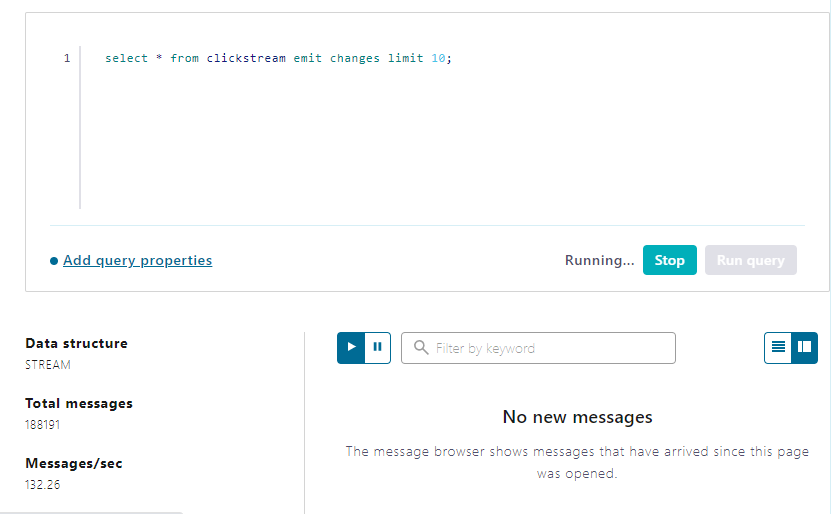 1 select * from clickstream emit changes limit 10;
Add query properties
Running... Stop Run query
Data structure
STREAM
Total messages
188191
Messages/sec
132.26
Filter by keyword
No new messages
The message browser shows messages that have arrived since this page
was opened.